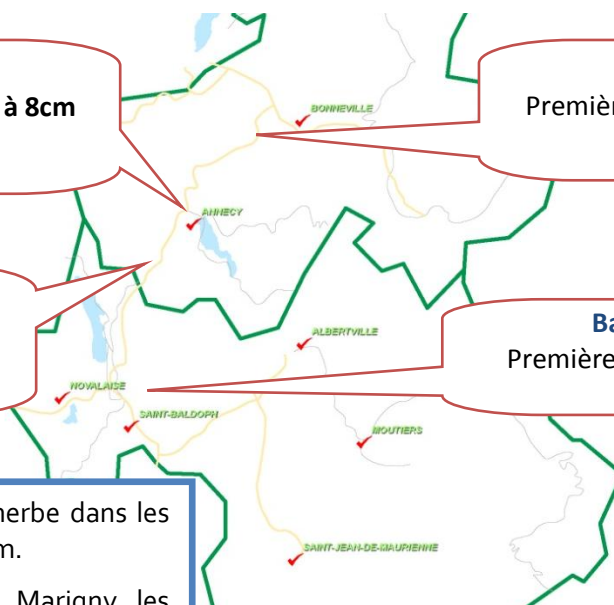 à 8cm
Premièr
BONNEVILLE
ANNECY
Ba
Première
ALBERTVILLE
NOVALAISE
SAINT-BALDOPH
MOUTIERS
herbe dans les
m.
SAINT-JEAN-DE-MAURIENNE
Marigny les